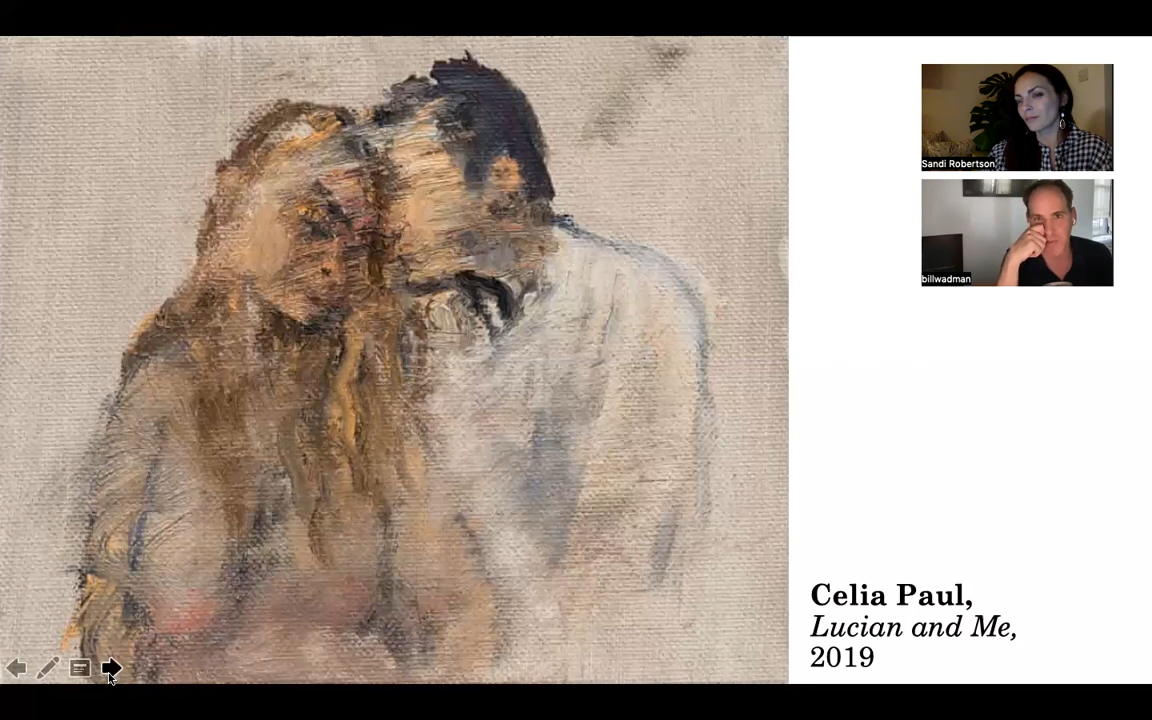 Sandi Robertson
billwadman
Celia Paul,
Lucian and Me,
2019